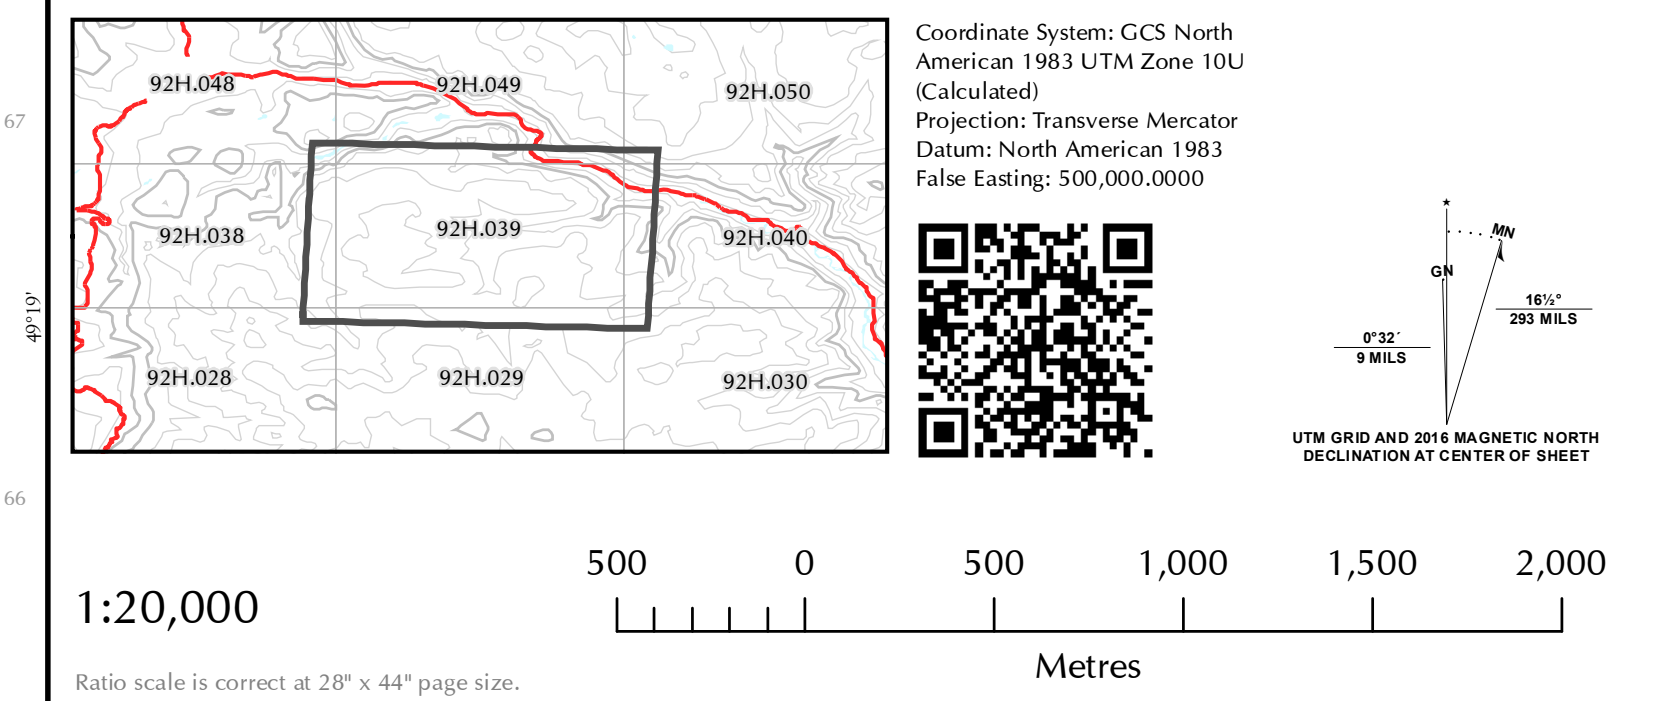 67
49°19'
66
92H.048
92H.049
92H.050
92H.038
92H.039
92H.040
92H.028
92H.029
92H.030
Coordinate System: GCS North
American 1983 UTM Zone 10U
(Calculated)
Projection: Transverse Mercator
Datum: North American 1983
False Easting: 500,000.0000
MN
GN
16½°
293 MILS
0°32´
9 MILS
UTM GRID AND 2016 MAGNETIC NORTH
DECLINATION AT CENTER OF SHEET
1:20,000
500 0 500 1,000 1,500 2,000
Metres
Ratio scale is correct at 28" x 44" page size.